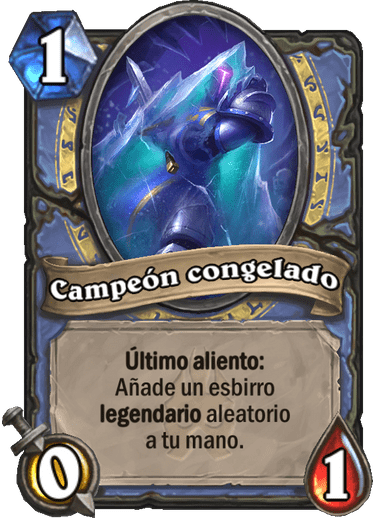 1
Campeón congelado
Último aliento:
Añade un esbirro
legendario aleatorio
a tu mano.
0
1